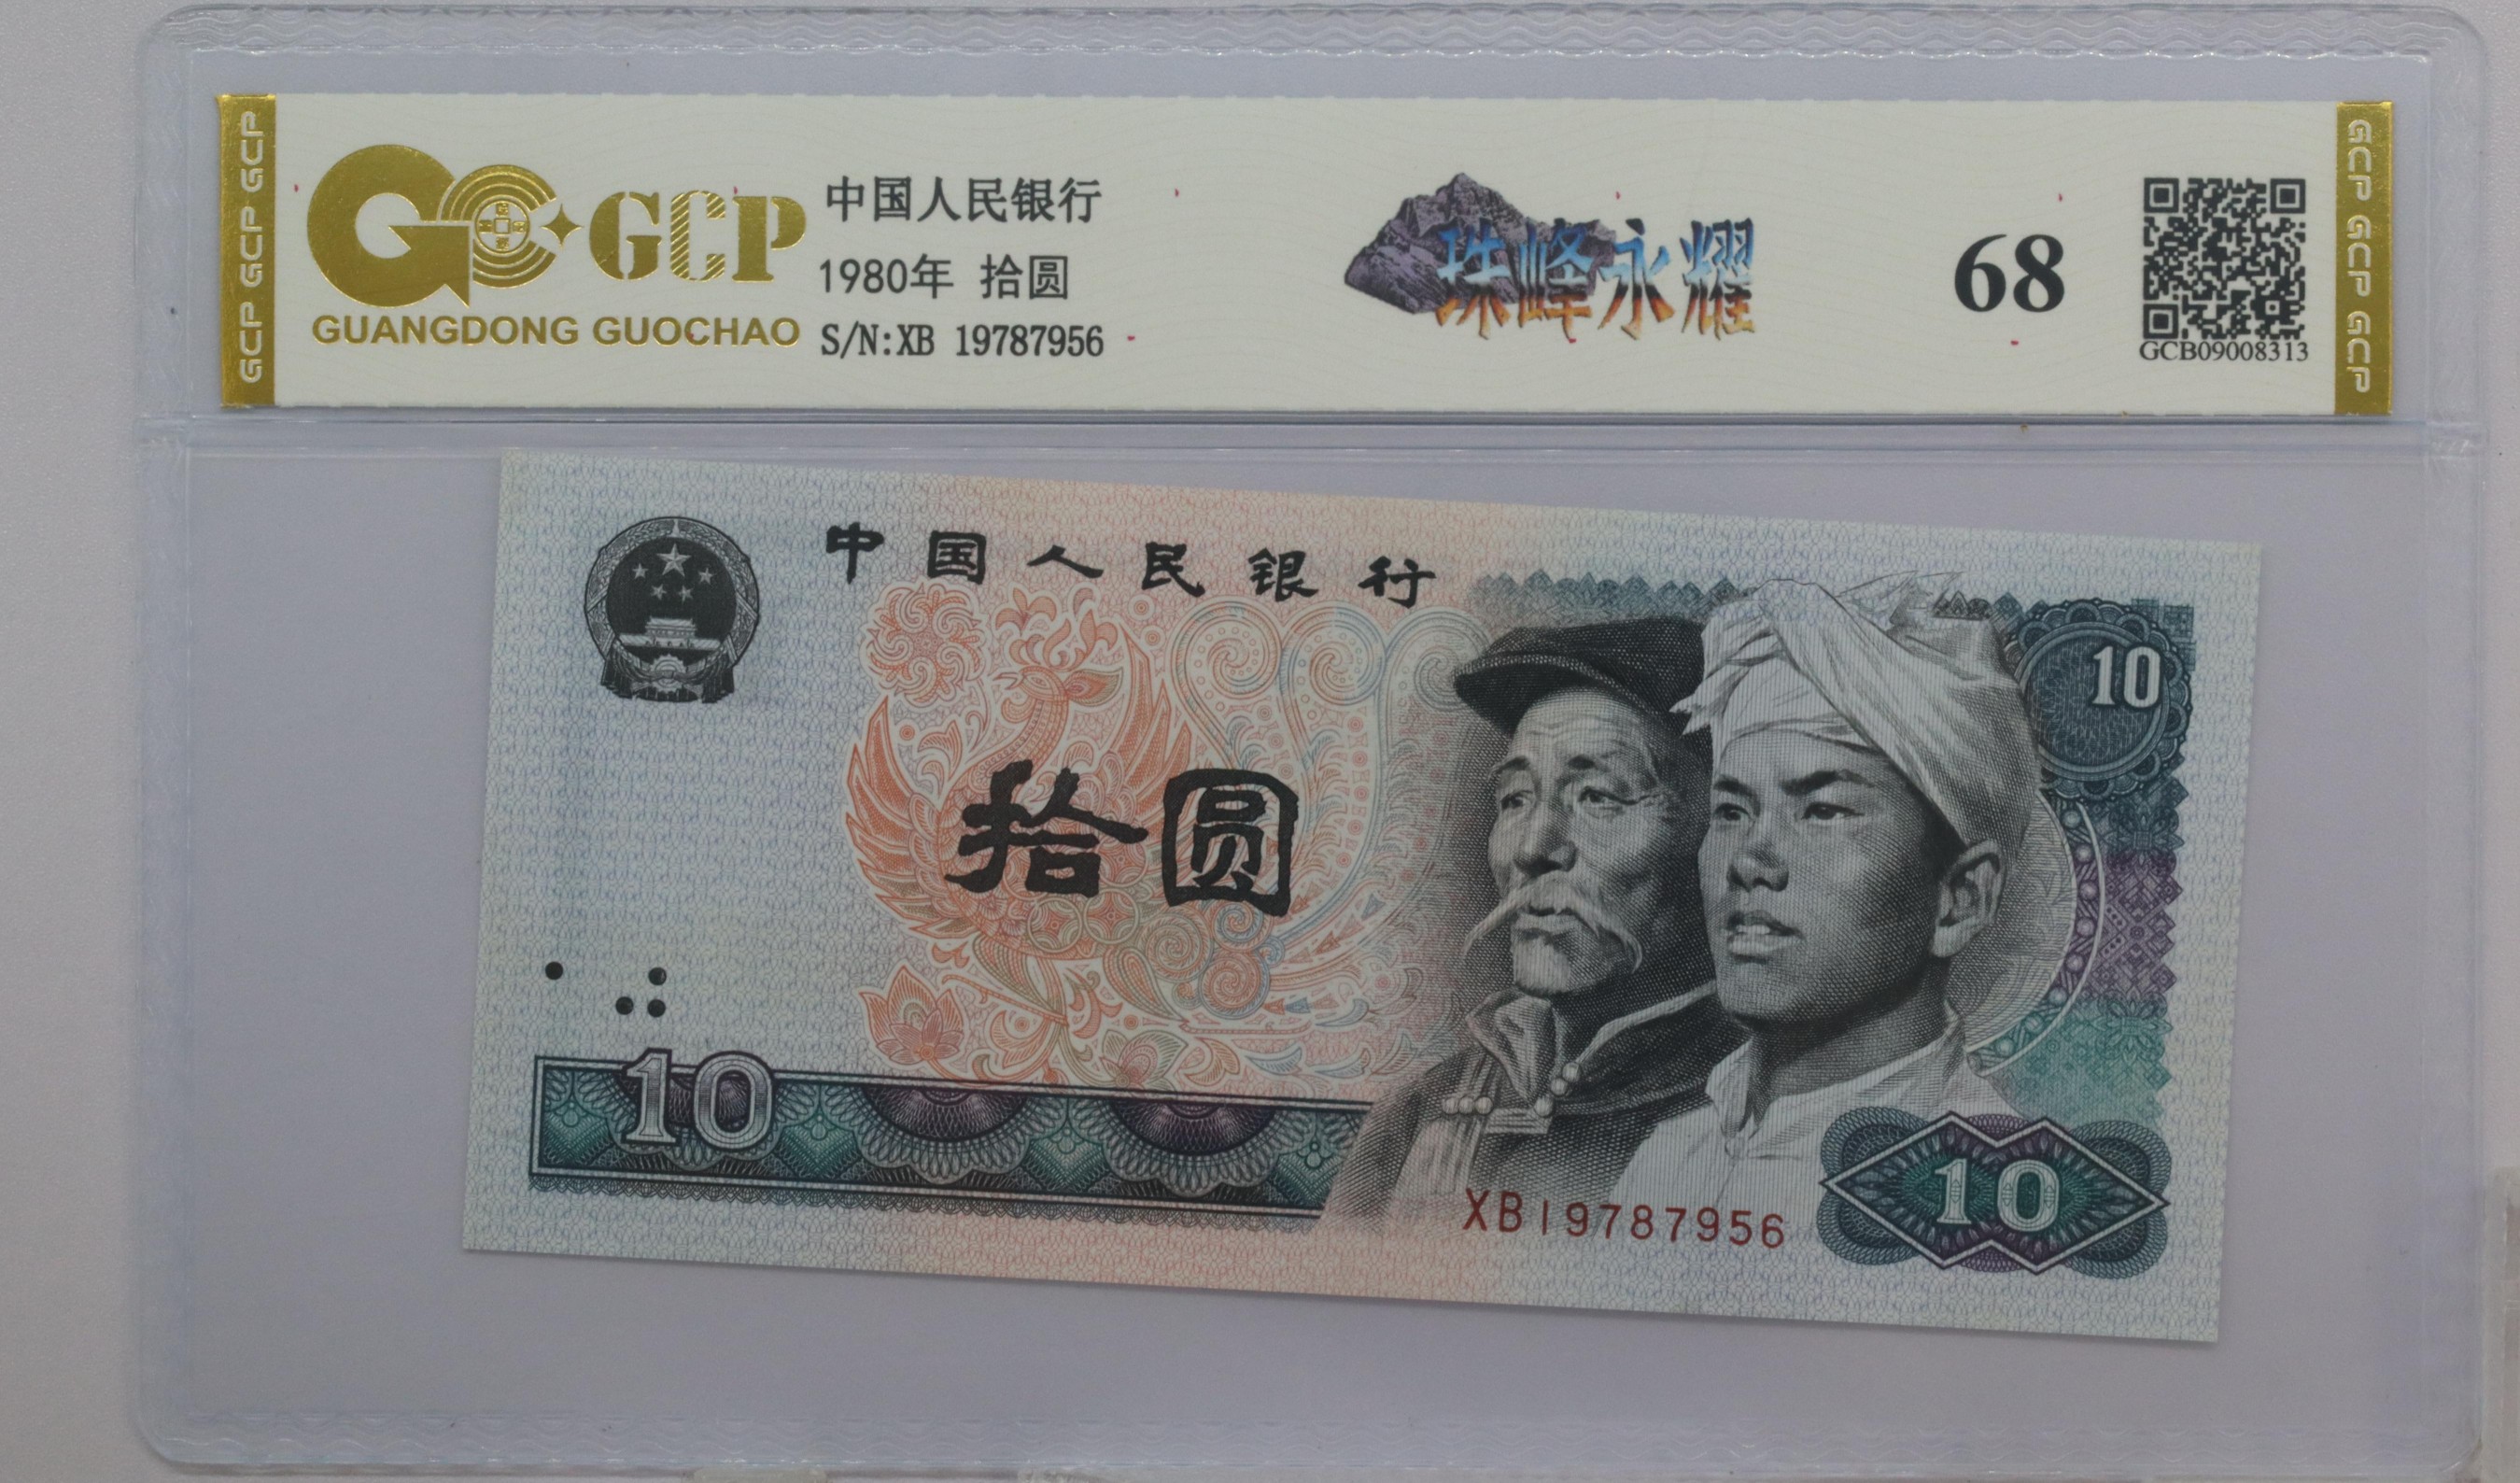 GCP GCP GCP
GCP
GUANGDONG GUOCHAO
中国人民银行
1980年 拾圆
S/N:XB 19787956
珠峰永耀
68
GCB09008313
GCP GCP GCP
中国人民银行
10
拾圆
10
XB19787956
10